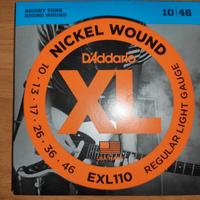 BRIGHT TONE
ROUND WOUND
10|46
NICKEL WOUND
D'Addario
XL
10·13·17·26·36·46
REGULAR LIGHT GAUGE
EXL110